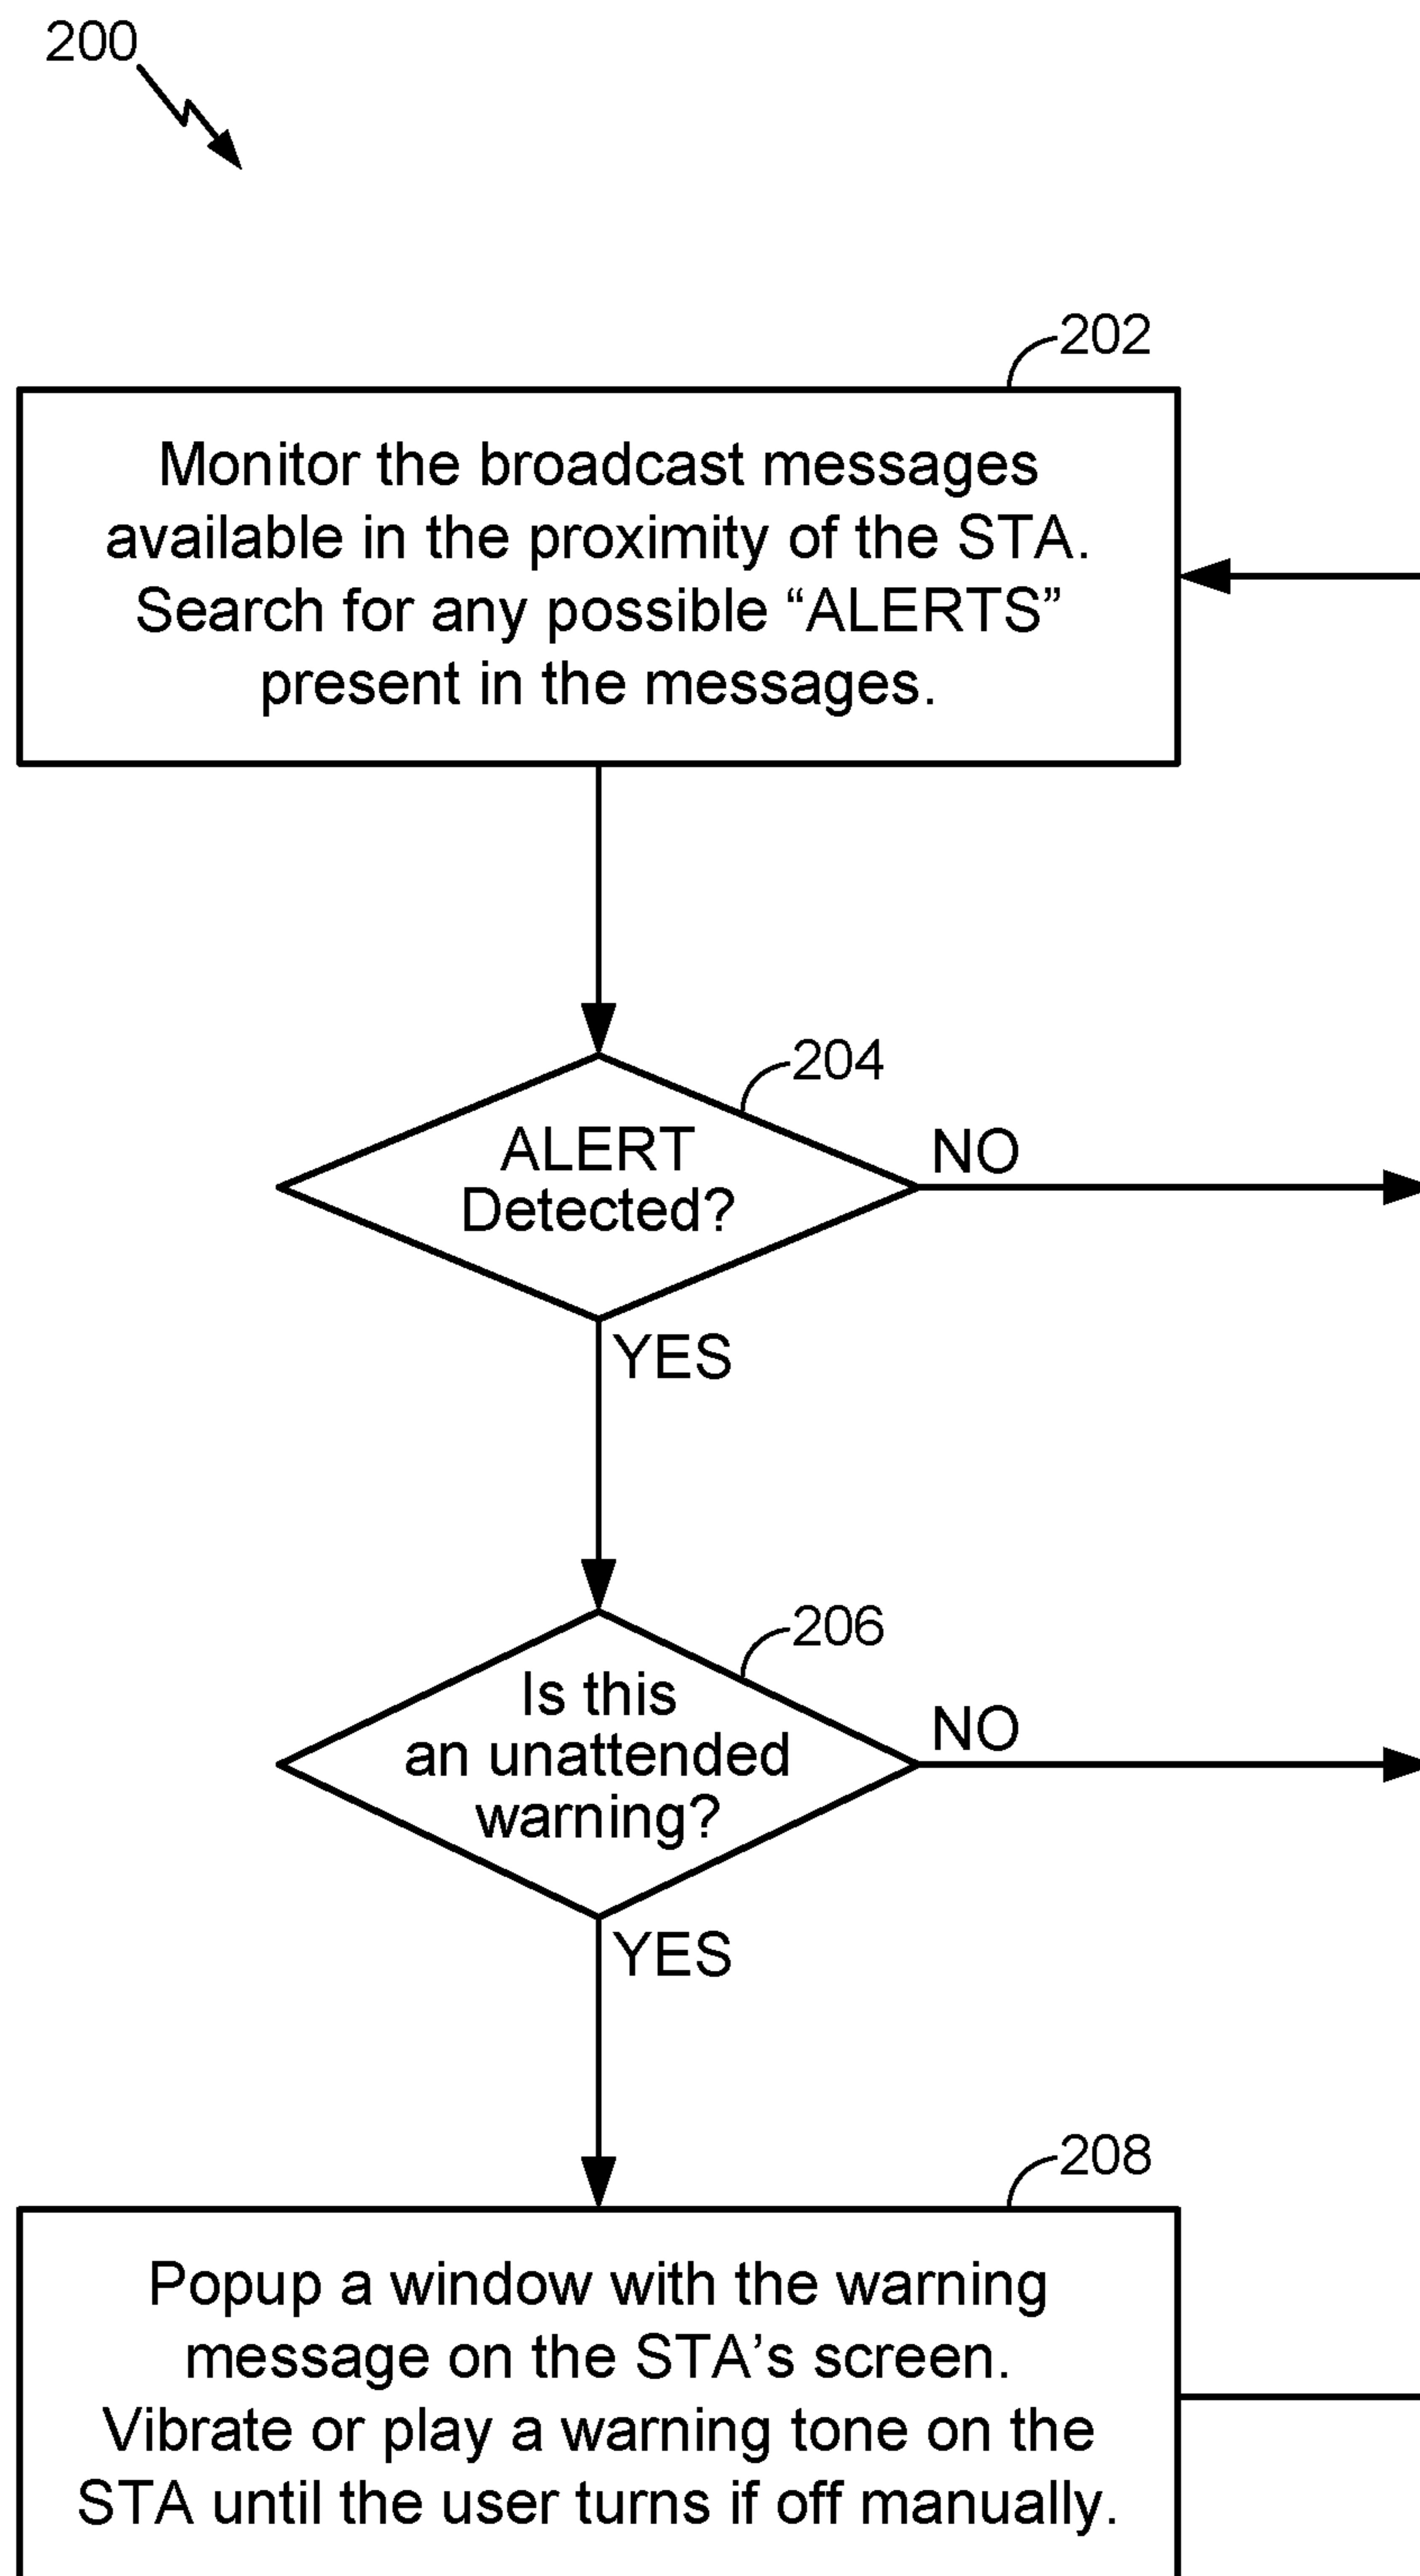 200
202
Monitor the broadcast messages
available in the proximity of the STA.
Search for any possible “ALERTS”
present in the messages.
204
ALERT
Detected?
NO
YES
206
Is this
an unattended
warning?
NO
YES
208
Popup a window with the warning
message on the STA’s screen.
Vibrate or play a warning tone on the
STA until the user turns if off manually.